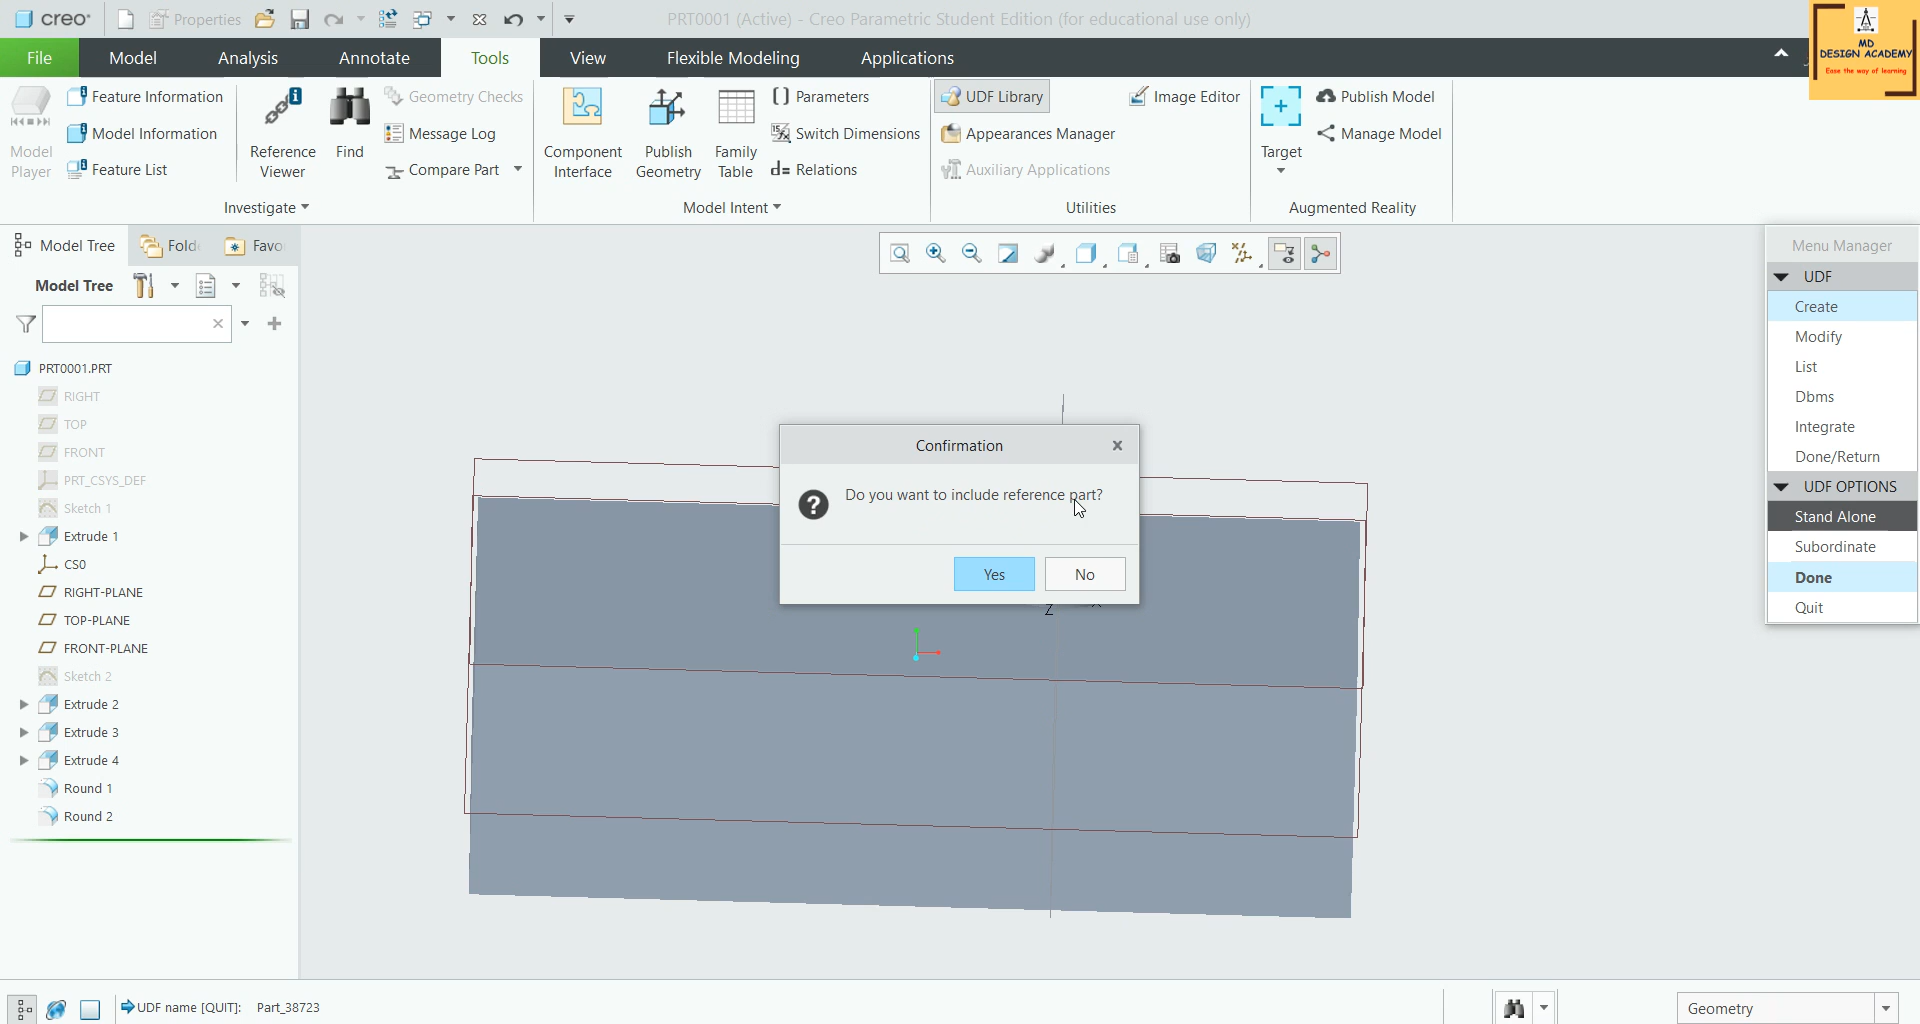 creo
Properties
PRT0001 (Active) - Creo Parametric Student Edition (for educational use only)
MD
DESIGN ACADEMY
Ease the way of learning
File
Model
Analysis
Annotate
Tools
View
Flexible Modeling
Applications
Model Player
Feature Information
Model Information
Feature List
Reference Viewer
Find
Geometry Checks
Message Log
Compare Part
Investigate
Component Interface
Publish Geometry
Family Table
Parameters
Switch Dimensions
Relations
Model Intent
UDF Library
Appearances Manager
Auxiliary Applications
Image Editor
Utilities
Target
Publish Model
Manage Model
Augmented Reality
Model Tree
Fold
Favo
Model Tree
PRT0001.PRT
RIGHT
TOP
FRONT
PRT_CSYS_DEF
Sketch 1
Extrude 1
CS0
RIGHT-PLANE
TOP-PLANE
FRONT-PLANE
Sketch 2
Extrude 2
Extrude 3
Extrude 4
Round 1
Round 2
Confirmation
Do you want to include reference part?
Yes
No
Z
Menu Manager
UDF
Create
Modify
List
Dbms
Integrate
Done/Return
UDF OPTIONS
Stand Alone
Subordinate
Done
Quit
UDF name [QUIT]: Part_38723
Geometry